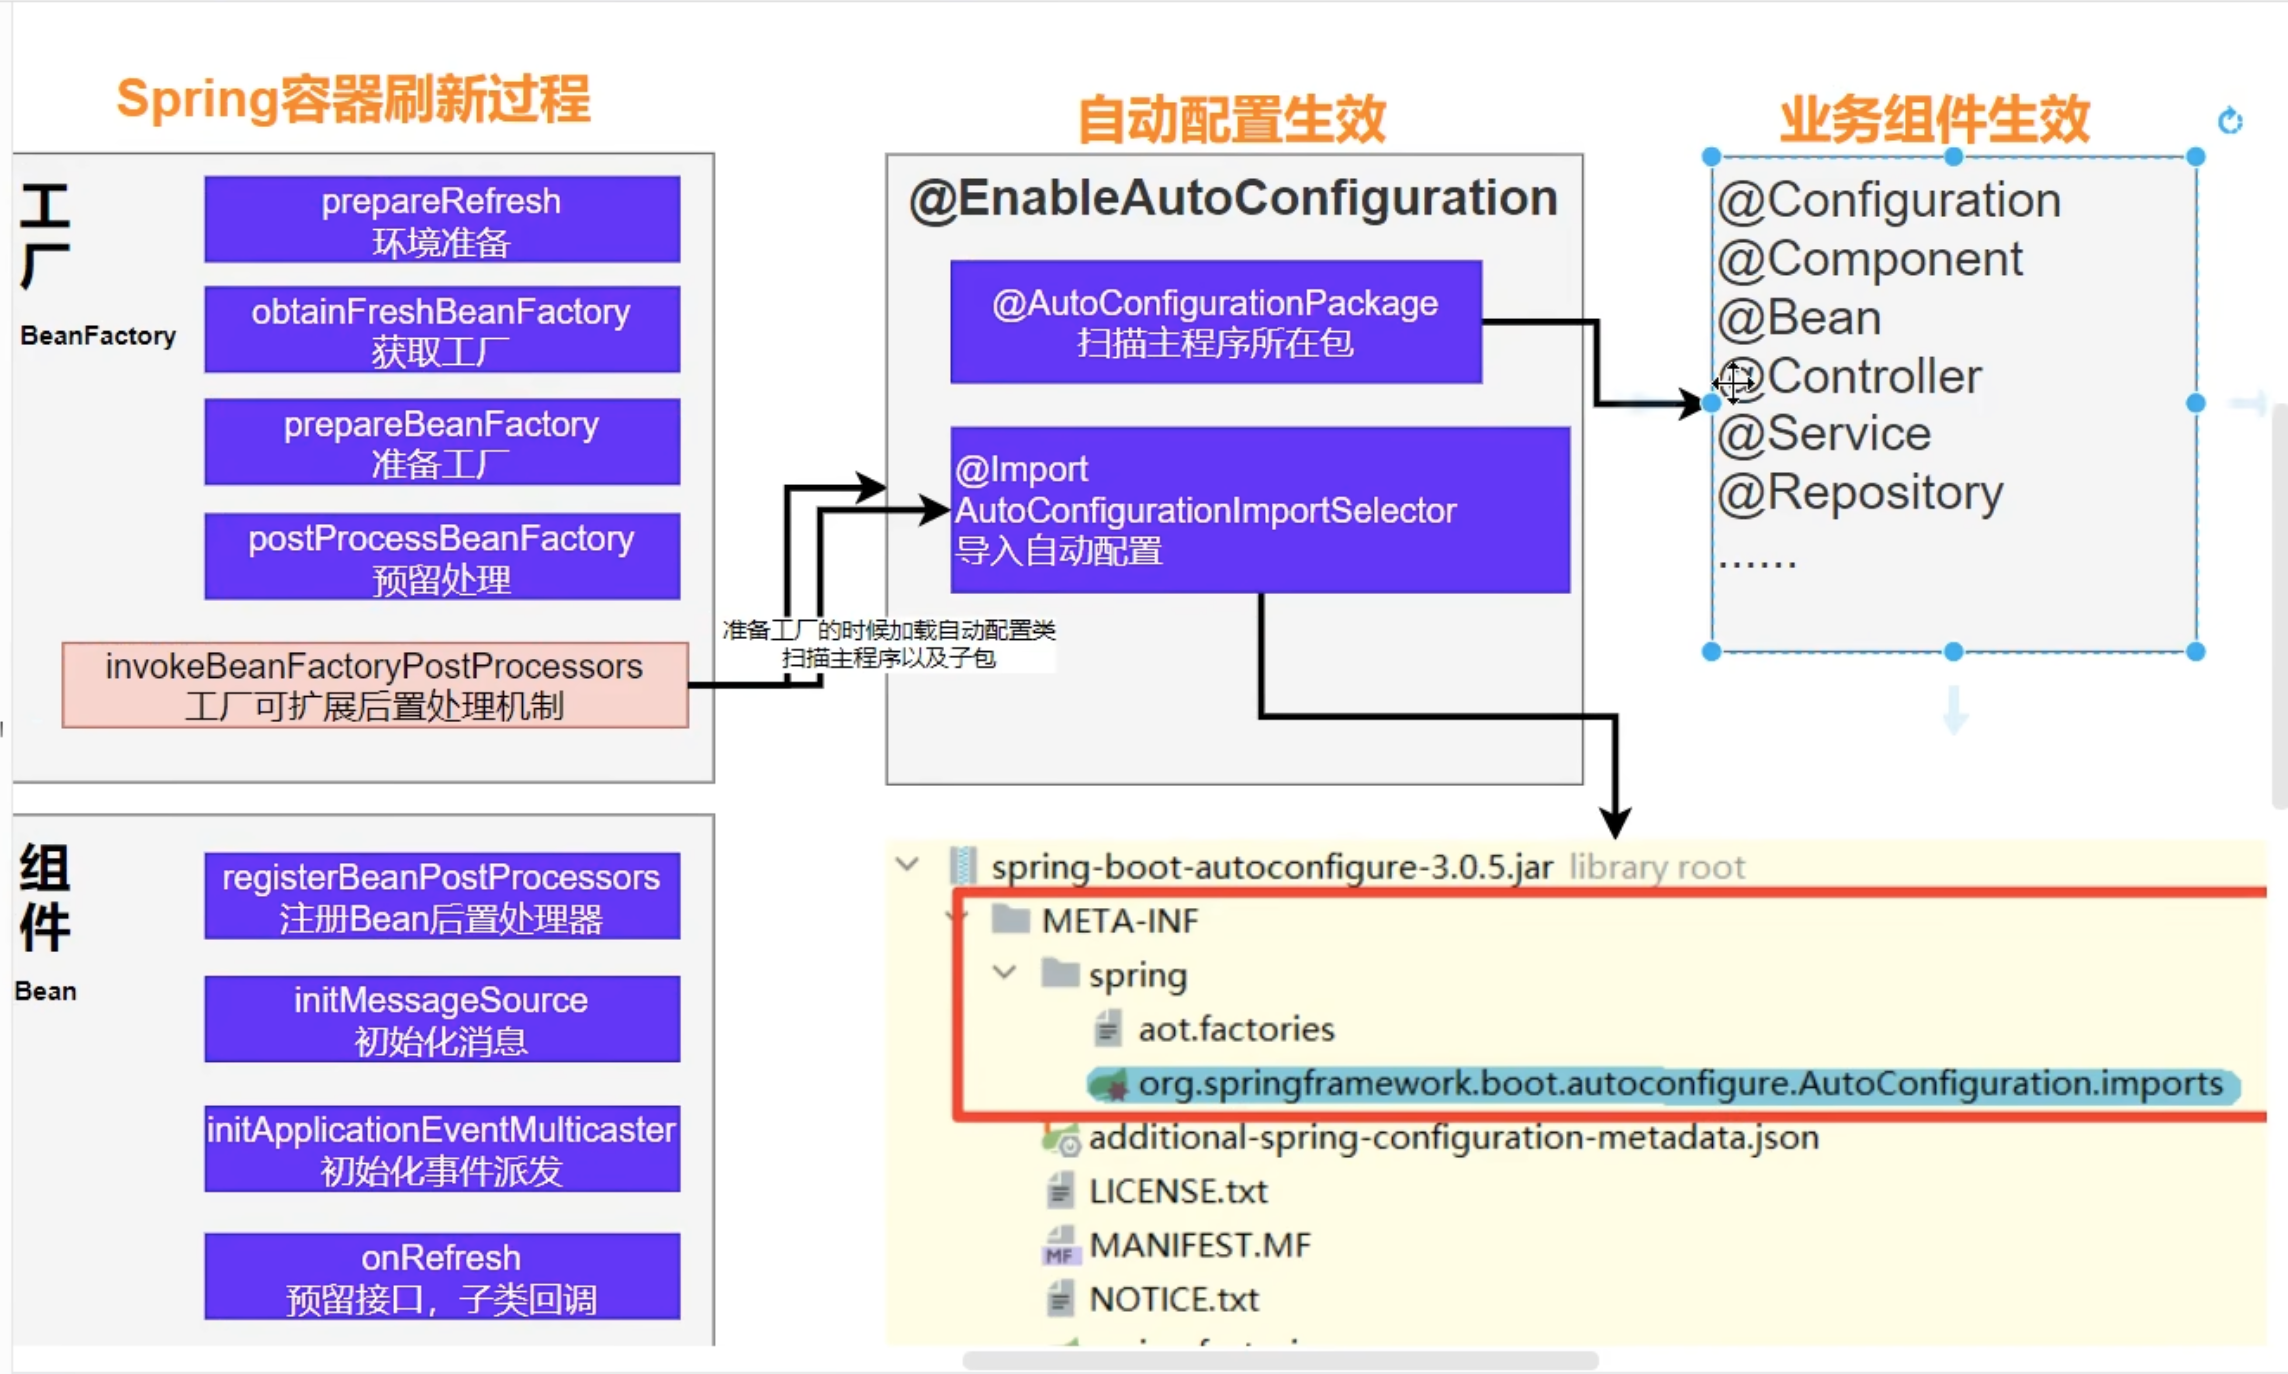 Spring容器刷新过程
工
厂
BeanFactory
prepareRefresh
环境准备
obtainFreshBeanFactory
获取工厂
prepareBeanFactory
准备工厂
postProcessBeanFactory
预留处理
invokeBeanFactoryPostProcessors
工厂可扩展后置处理机制
组
件
Bean
registerBeanPostProcessors
注册Bean后置处理器
initMessageSource
初始化消息
initApplicationEventMulticaster
初始化事件派发
onRefresh
预留接口，子类回调
准备工厂的时候加载自动配置类
扫描主程序以及子包
自动配置生效
@EnableAutoConfiguration
@AutoConfigurationPackage
扫描主程序所在包
@Import
AutoConfigurationImportSelector
导入自动配置
业务组件生效
@Configuration
@Component
@Bean
@Controller
@Service
@Repository
......
spring-boot-autoconfigure-3.0.5.jar library root
META-INF
spring
aot.factories
org.springframework.boot.autoconfigure.AutoConfiguration.imports
additional-spring-configuration-metadata.json
LICENSE.txt
MANIFEST.MF
NOTICE.txt